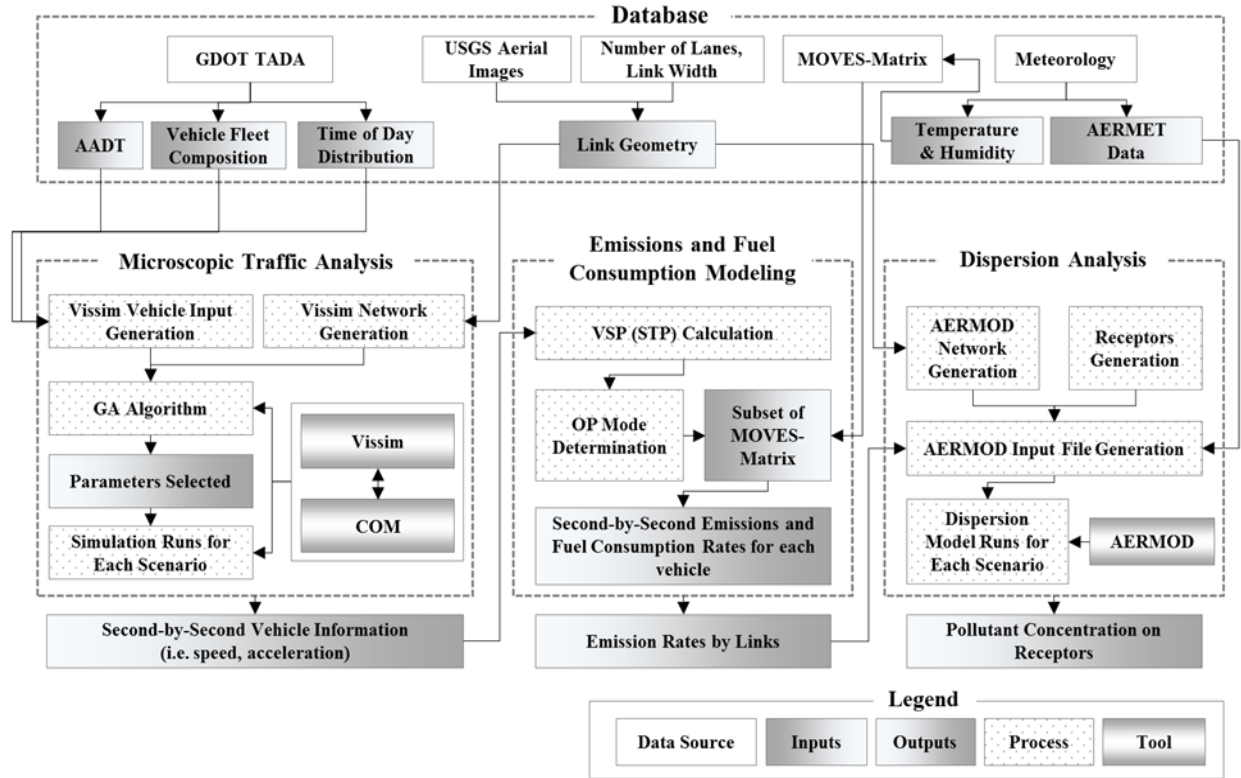 Database
GDOT TADA
USGS Aerial
Images
Number of Lanes,
Link Width
MOVES-Matrix
Meteorology
AADT
Vehicle Fleet
Composition
Time of Day
Distribution
Link Geometry
Temperature
& Humidity
AERMET
Data
Microscopic Traffic Analysis
Vissim Vehicle Input
Generation
Vissim Network
Generation
GA Algorithm
Parameters Selected
Simulation Runs for
Each Scenario
Vissim
COM
Second-by-Second Vehicle Information
(i.e. speed, acceleration)
Emissions and Fuel
Consumption Modeling
VSP (STP) Calculation
OP Mode
Determination
Subset of
MOVES-
Matrix
Second-by-Second Emissions and
Fuel Consumption Rates for each
vehicle
Emission Rates by Links
Dispersion Analysis
AERMOD
Network
Generation
Receptors
Generation
AERMOD Input File Generation
Dispersion
Model Runs for
Each Scenario
AERMOD
Pollutant Concentration on
Receptors
Legend
Data Source
Inputs
Outputs
Process
Tool